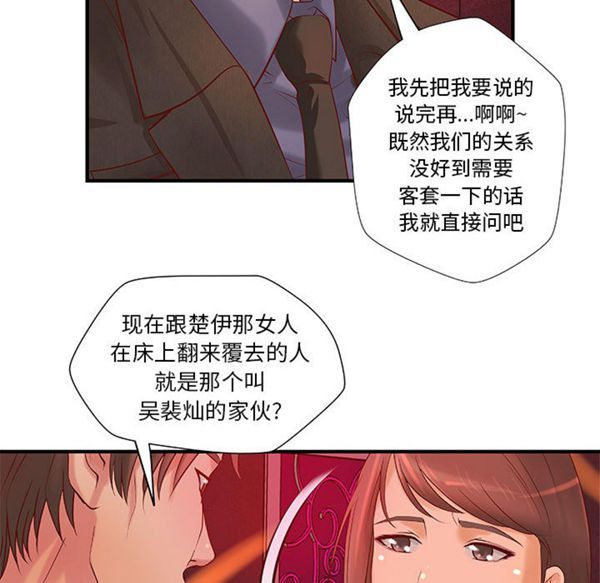 我先把我要说的
说完再...啊啊~
既然我们的关系
没好到需要
客套一下的话
我就直接问吧
现在跟楚伊那女人
在床上翻来覆去的人
就是那个叫
吴裴灿的家伙?